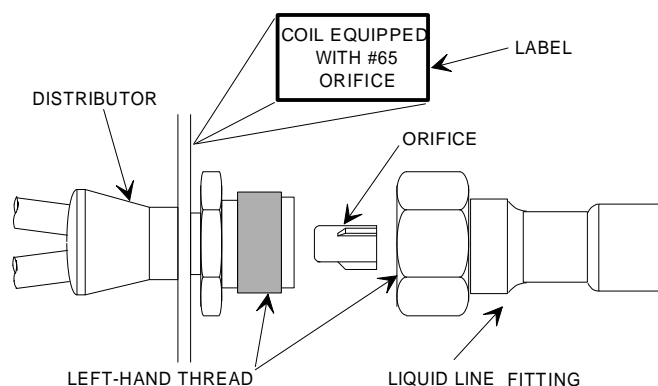 COIL EQUIPPED
WITH #65
ORIFICE
LABEL
DISTRIBUTOR
ORIFICE
LEFT-HAND THREAD
LIQUID LINE FITTING